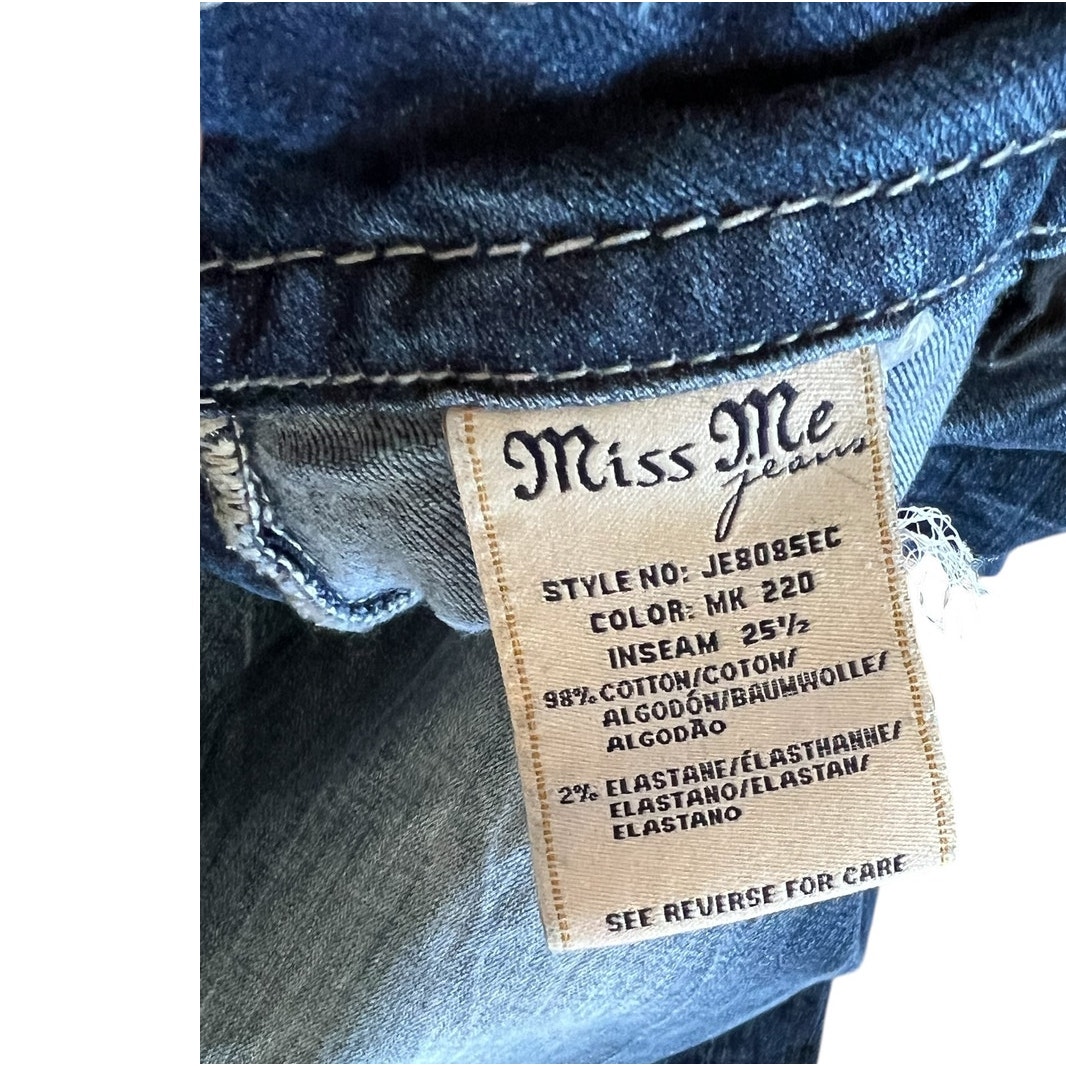 Miss Me
jeans
STYLE NO: JE8085EC
COLOR: MK 220
INSEAM 25½
98% COTTON/COTON/
ALGODÓN/BAUMWOLLE/
ALGODÃO
2% ELASTANE/ÉLASTHANNE/
ELASTANO/ELASTAN/
ELASTANO
SEE REVERSE FOR CARE